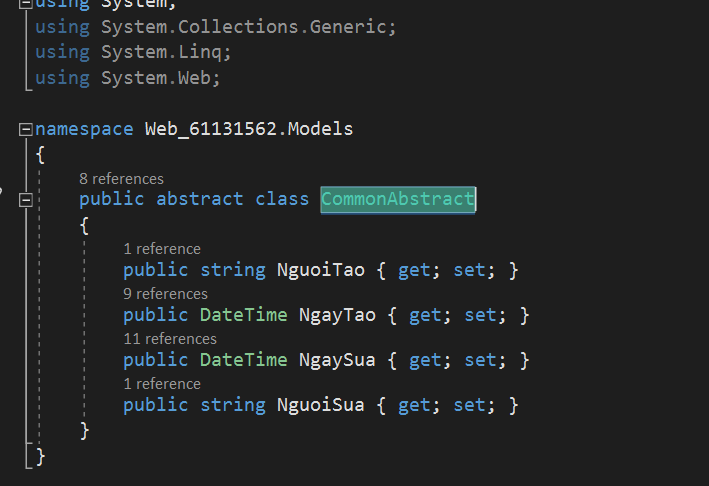 using System;
using System.Collections.Generic;
using System.Linq;
using System.Web;
namespace Web_61131562.Models
{
8 references
public abstract class CommonAbstract
{
1 reference
public string NguoiTao { get; set; }
9 references
public DateTime NgayTao { get; set; }
11 references
public DateTime NgaySua { get; set; }
1 reference
public string NguoiSua { get; set; }
}
}